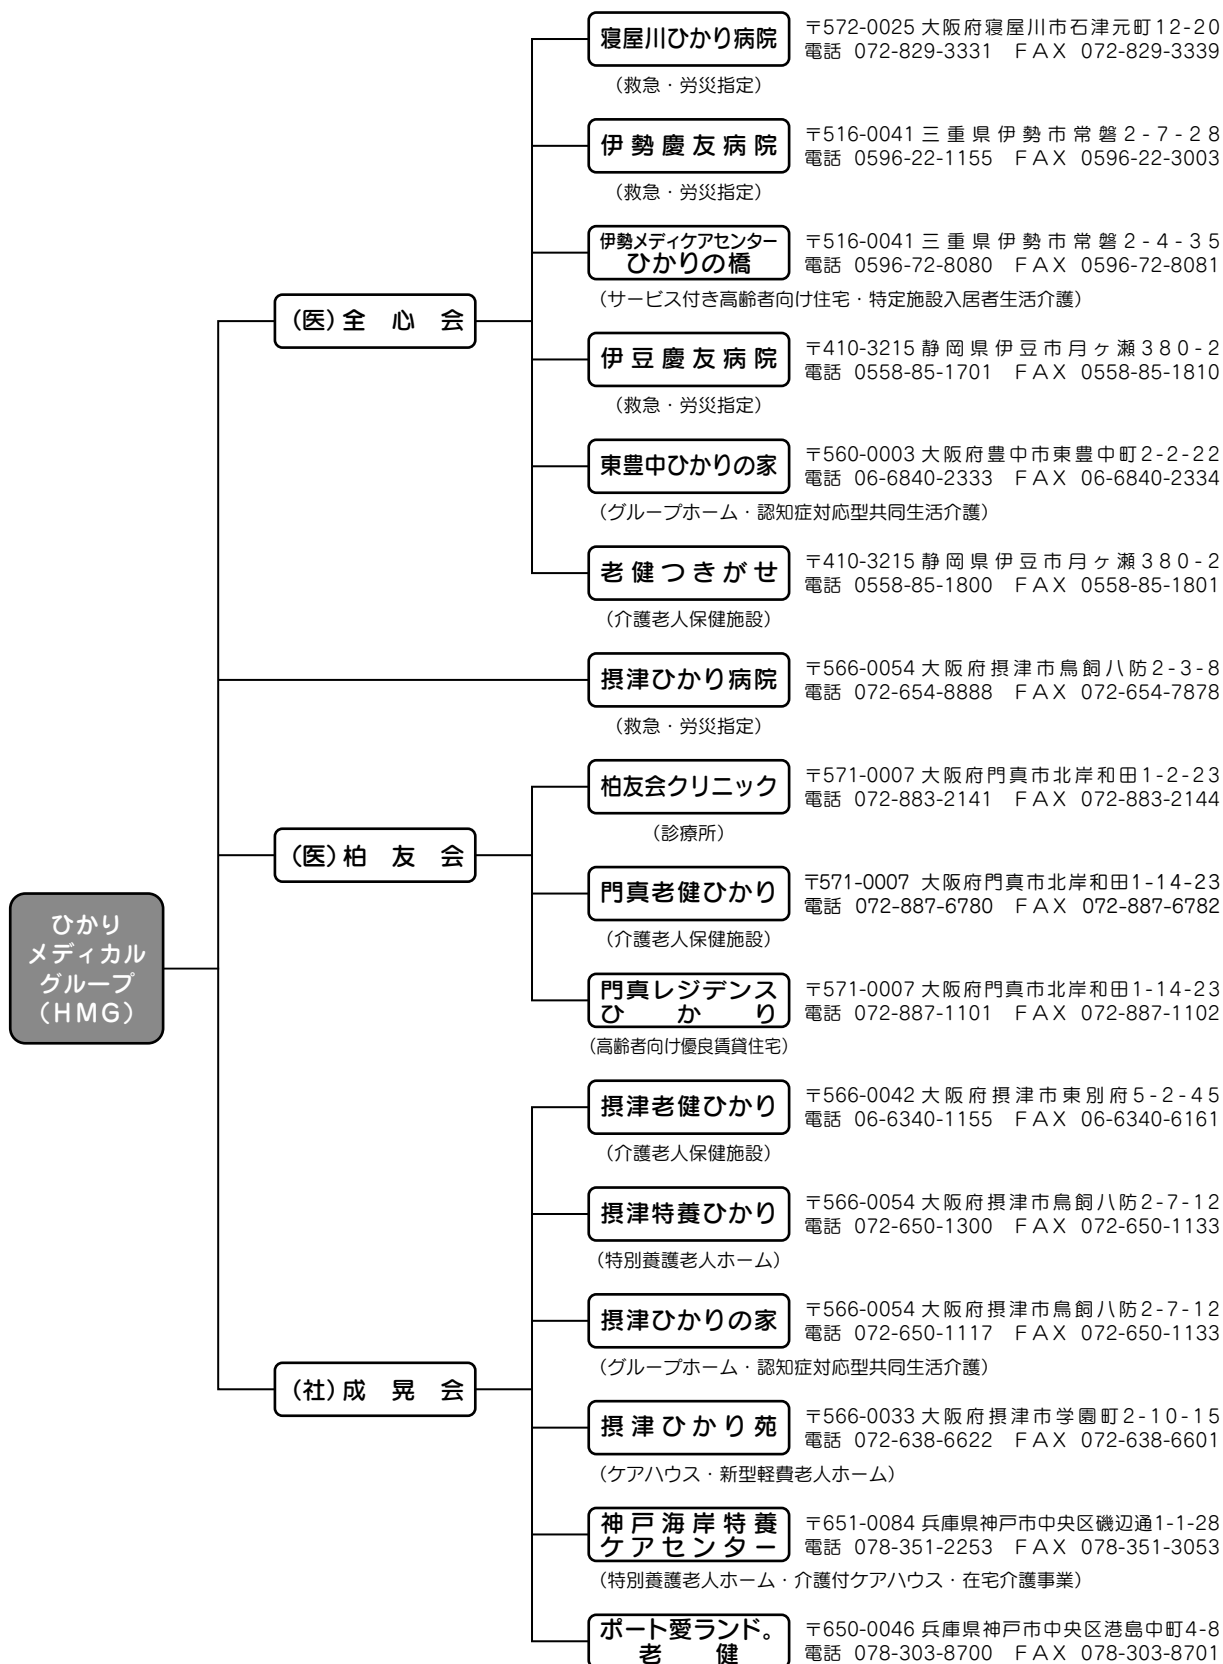 ひかり
メディカル
グループ
（HMG）
（医）全　心　会
寝屋川ひかり病院
〒572-0025 大阪府寝屋川市石津元町12-20
電話 072-829-3331　ＦＡＸ 072-829-3339
（救急・労災指定）
伊勢慶友病院
〒516-0041 三重県伊勢市常磐2-7-28
電話 0596-22-1155　ＦＡＸ 0596-22-3003
（救急・労災指定）
伊勢メディケアセンター
ひかりの橋
〒516-0041 三重県伊勢市常磐2-4-35
電話 0596-72-8080　ＦＡＸ 0596-72-8081
（サービス付き高齢者向け住宅・特定施設入居者生活介護）
伊豆慶友病院
〒410-3215 静岡県伊豆市月ヶ瀬380-2
電話 0558-85-1701　ＦＡＸ 0558-85-1810
（救急・労災指定）
東豊中ひかりの家
〒560-0003 大阪府豊中市東豊中町2-2-22
電話 06-6840-2333　ＦＡＸ 06-6840-2334
（グループホーム・認知症対応型共同生活介護）
老健つきがせ
〒410-3215 静岡県伊豆市月ヶ瀬380-2
電話 0558-85-1800　ＦＡＸ 0558-85-1801
（介護老人保健施設）
摂津ひかり病院
〒566-0054 大阪府摂津市鳥飼八防2-3-8
電話 072-654-8888　ＦＡＸ 072-654-7878
（救急・労災指定）
（医）柏　友　会
柏友会クリニック
〒571-0007 大阪府門真市北岸和田1-2-23
電話 072-883-2141　ＦＡＸ 072-883-2144
（診療所）
門真老健ひかり
〒571-0007 大阪府門真市北岸和田1-14-23
電話 072-887-6780　ＦＡＸ 072-887-6782
（介護老人保健施設）
門真レジデンス
ひ　か　り
〒571-0007 大阪府門真市北岸和田1-14-23
電話 072-887-1101　ＦＡＸ 072-887-1102
（高齢者向け優良賃貸住宅）
（社）成　晃　会
摂津老健ひかり
〒566-0042 大阪府摂津市東別府5-2-45
電話 06-6340-1155　ＦＡＸ 06-6340-6161
（介護老人保健施設）
摂津特養ひかり
〒566-0054 大阪府摂津市鳥飼八防2-7-12
電話 072-650-1300　ＦＡＸ 072-650-1133
（特別養護老人ホーム）
摂津ひかりの家
〒566-0054 大阪府摂津市鳥飼八防2-7-12
電話 072-650-1117　ＦＡＸ 072-650-1133
（グループホーム・認知症対応型共同生活介護）
摂津ひかり苑
〒566-0033 大阪府摂津市学園町2-10-15
電話 072-638-6622　ＦＡＸ 072-638-6601
（ケアハウス・新型軽費老人ホーム）
神戸海岸特養
ケアセンター
〒651-0084 兵庫県神戸市中央区磯辺通1-1-28
電話 078-351-2253　ＦＡＸ 078-351-3053
（特別養護老人ホーム・介護付ケアハウス・在宅介護事業）
ポート愛ランド。
老　健
〒650-0046 兵庫県神戸市中央区港島中町4-8
電話 078-303-8700　ＦＡＸ 078-303-8701